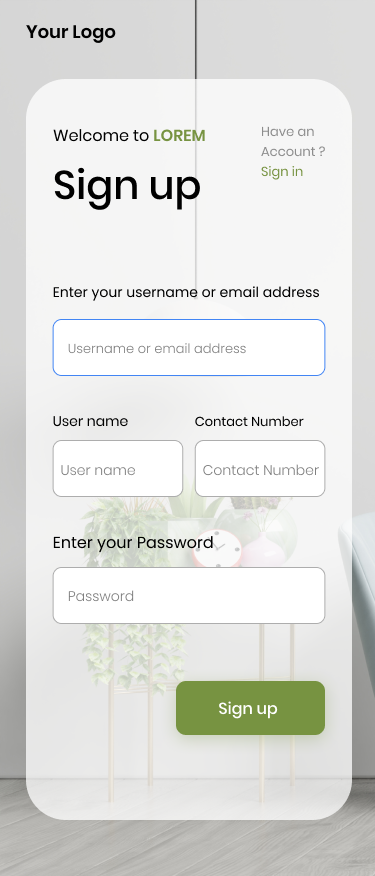 Your Logo
Welcome to LOREM
Have an
Account ?
Sign in
Sign up
Enter your username or email address
Username or email address
User name
Contact Number
User name
Contact Number
Enter your Password
Password
Sign up